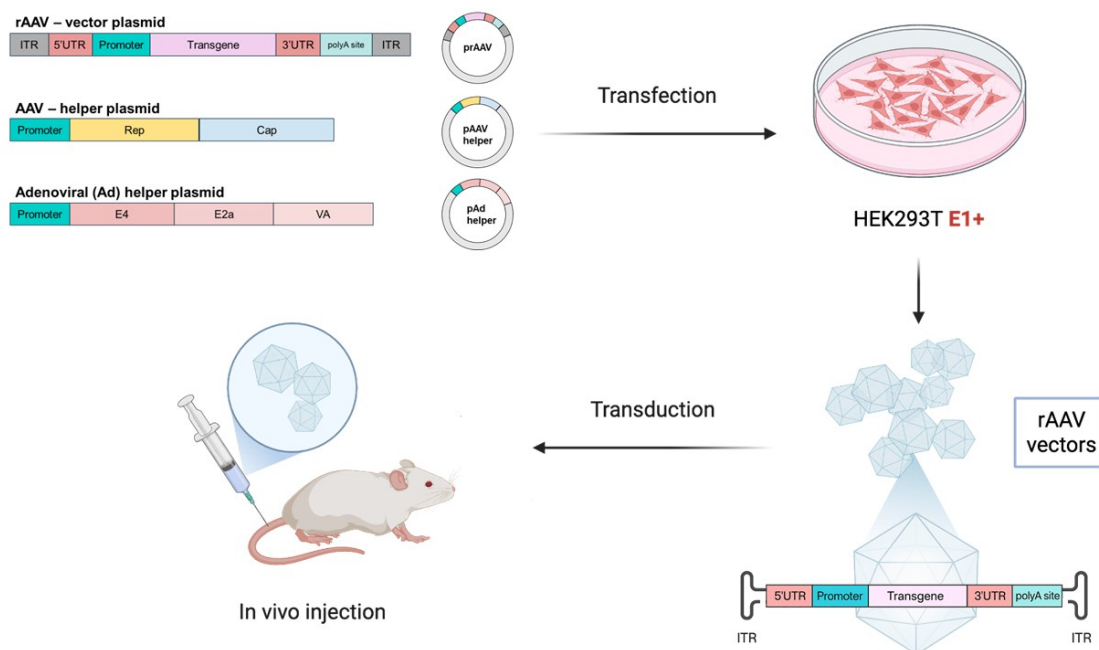 rAAV – vector plasmid
ITR 5'UTR Promoter Transgene 3'UTR polyA site ITR
prAAV
AAV – helper plasmid
Promoter Rep Cap
pAAV
helper
Adenoviral (Ad) helper plasmid
Promoter E4 E2a VA
pAd
helper
Transfection
HEK293T E1+
rAAV
vectors
Transduction
In vivo injection
5'UTR Promoter Transgene 3'UTR polyA site
ITR ITR